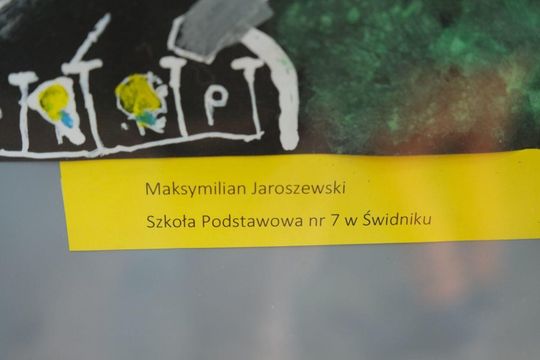 P
Maksymilian Jaroszewski
Szkoła Podstawowa nr 7 w Świdniku